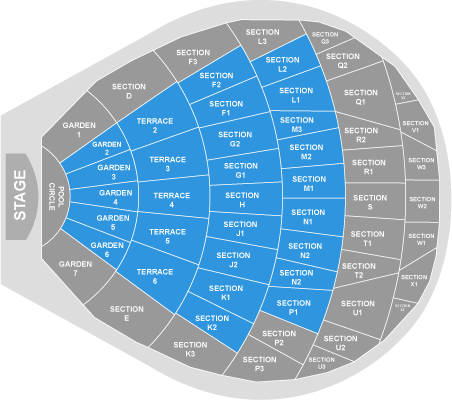 STAGE
POOL
CIRCLE
GARDEN
1
GARDEN
2
GARDEN
3
GARDEN
4
GARDEN
5
GARDEN
6
GARDEN
7
SECTION
D
TERRACE
2
TERRACE
3
TERRACE
4
TERRACE
5
TERRACE
6
SECTION
E
SECTION
F3
SECTION
F2
SECTION
F1
SECTION
G2
SECTION
G1
SECTION
H
SECTION
J1
SECTION
J2
SECTION
K1
SECTION
K2
SECTION
K3
SECTION
L3
SECTION
L2
SECTION
L1
SECTION
M3
SECTION
M2
SECTION
M1
SECTION
N1
SECTION
N2
SECTION
N2
SECTION
P1
SECTION
P2
SECTION
P3
SECTION
Q3
SECTION
Q2
SECTION
Q1
SECTION
R2
SECTION
R1
SECTION
S
SECTION
T1
SECTION
T2
SECTION
U1
SECTION
U2
SECTION
U3
SECTION
SECTION
V1
SECTION
W3
SECTION
W2
SECTION
W1
SECTION
X1
SECTION